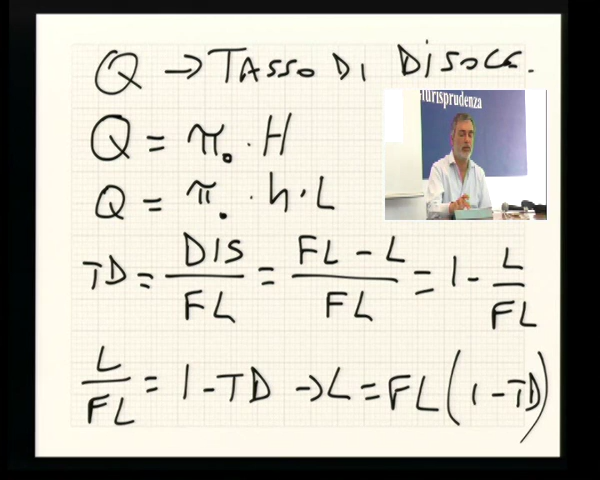 Q → TASSO DI DISOCC.
Q = π₀ · H
iurisprudenza
Q = π₀ · h · L
TD = DIS / FL = FL - L / FL = 1 - L / FL
L / FL = 1 - TD → L = FL (1 - TD)